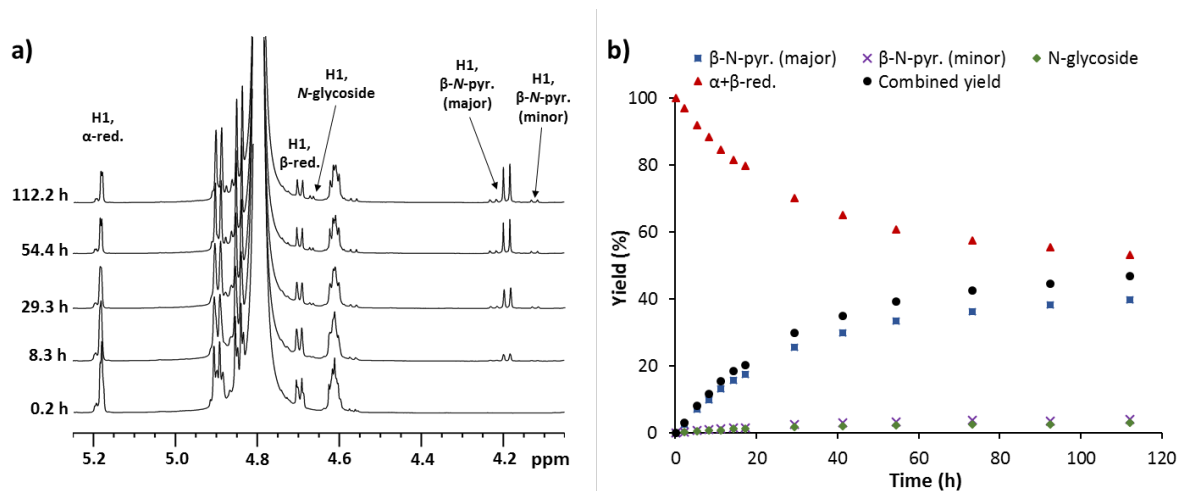 a)
H1,
α-red.
H1,
N-glycoside
H1,
β-red.
H1,
β-N-pyr.
(major)
H1,
β-N-pyr.
(minor)
112.2 h
54.4 h
29.3 h
8.3 h
0.2 h
5.2 5.0 4.8 4.6 4.4 4.2 ppm
b)
β-N-pyr. (major) β-N-pyr. (minor) N-glycoside
α+β-red. Combined yield
Yield (%)
100
80
60
40
20
0
0 20 40 60 80 100 120
Time (h)